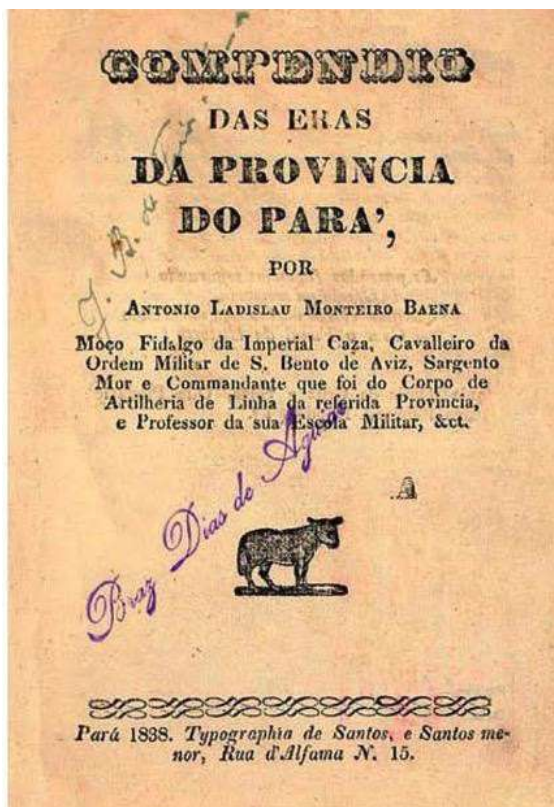 COMPENDIO
DAS ERAS
DA PROVINCIA
DO PARA',
POR
ANTONIO LADISLAU MONTEIRO BAENA
Moço Fidalgo da Imperial Caza, Cavalleiro da
Ordem Militar de S. Bento de Aviz, Sargento
Mor e Commandante que foi do Corpo de
Artilheria de Linha da referida Provincia,
e Professor da sua Escola Militar, &ct.
A
Braz Dias de Aguiar
Pará 1838. Typographia de Santos, e Santos me-
nor, Rua d'Alfama N. 15.
J. B. de